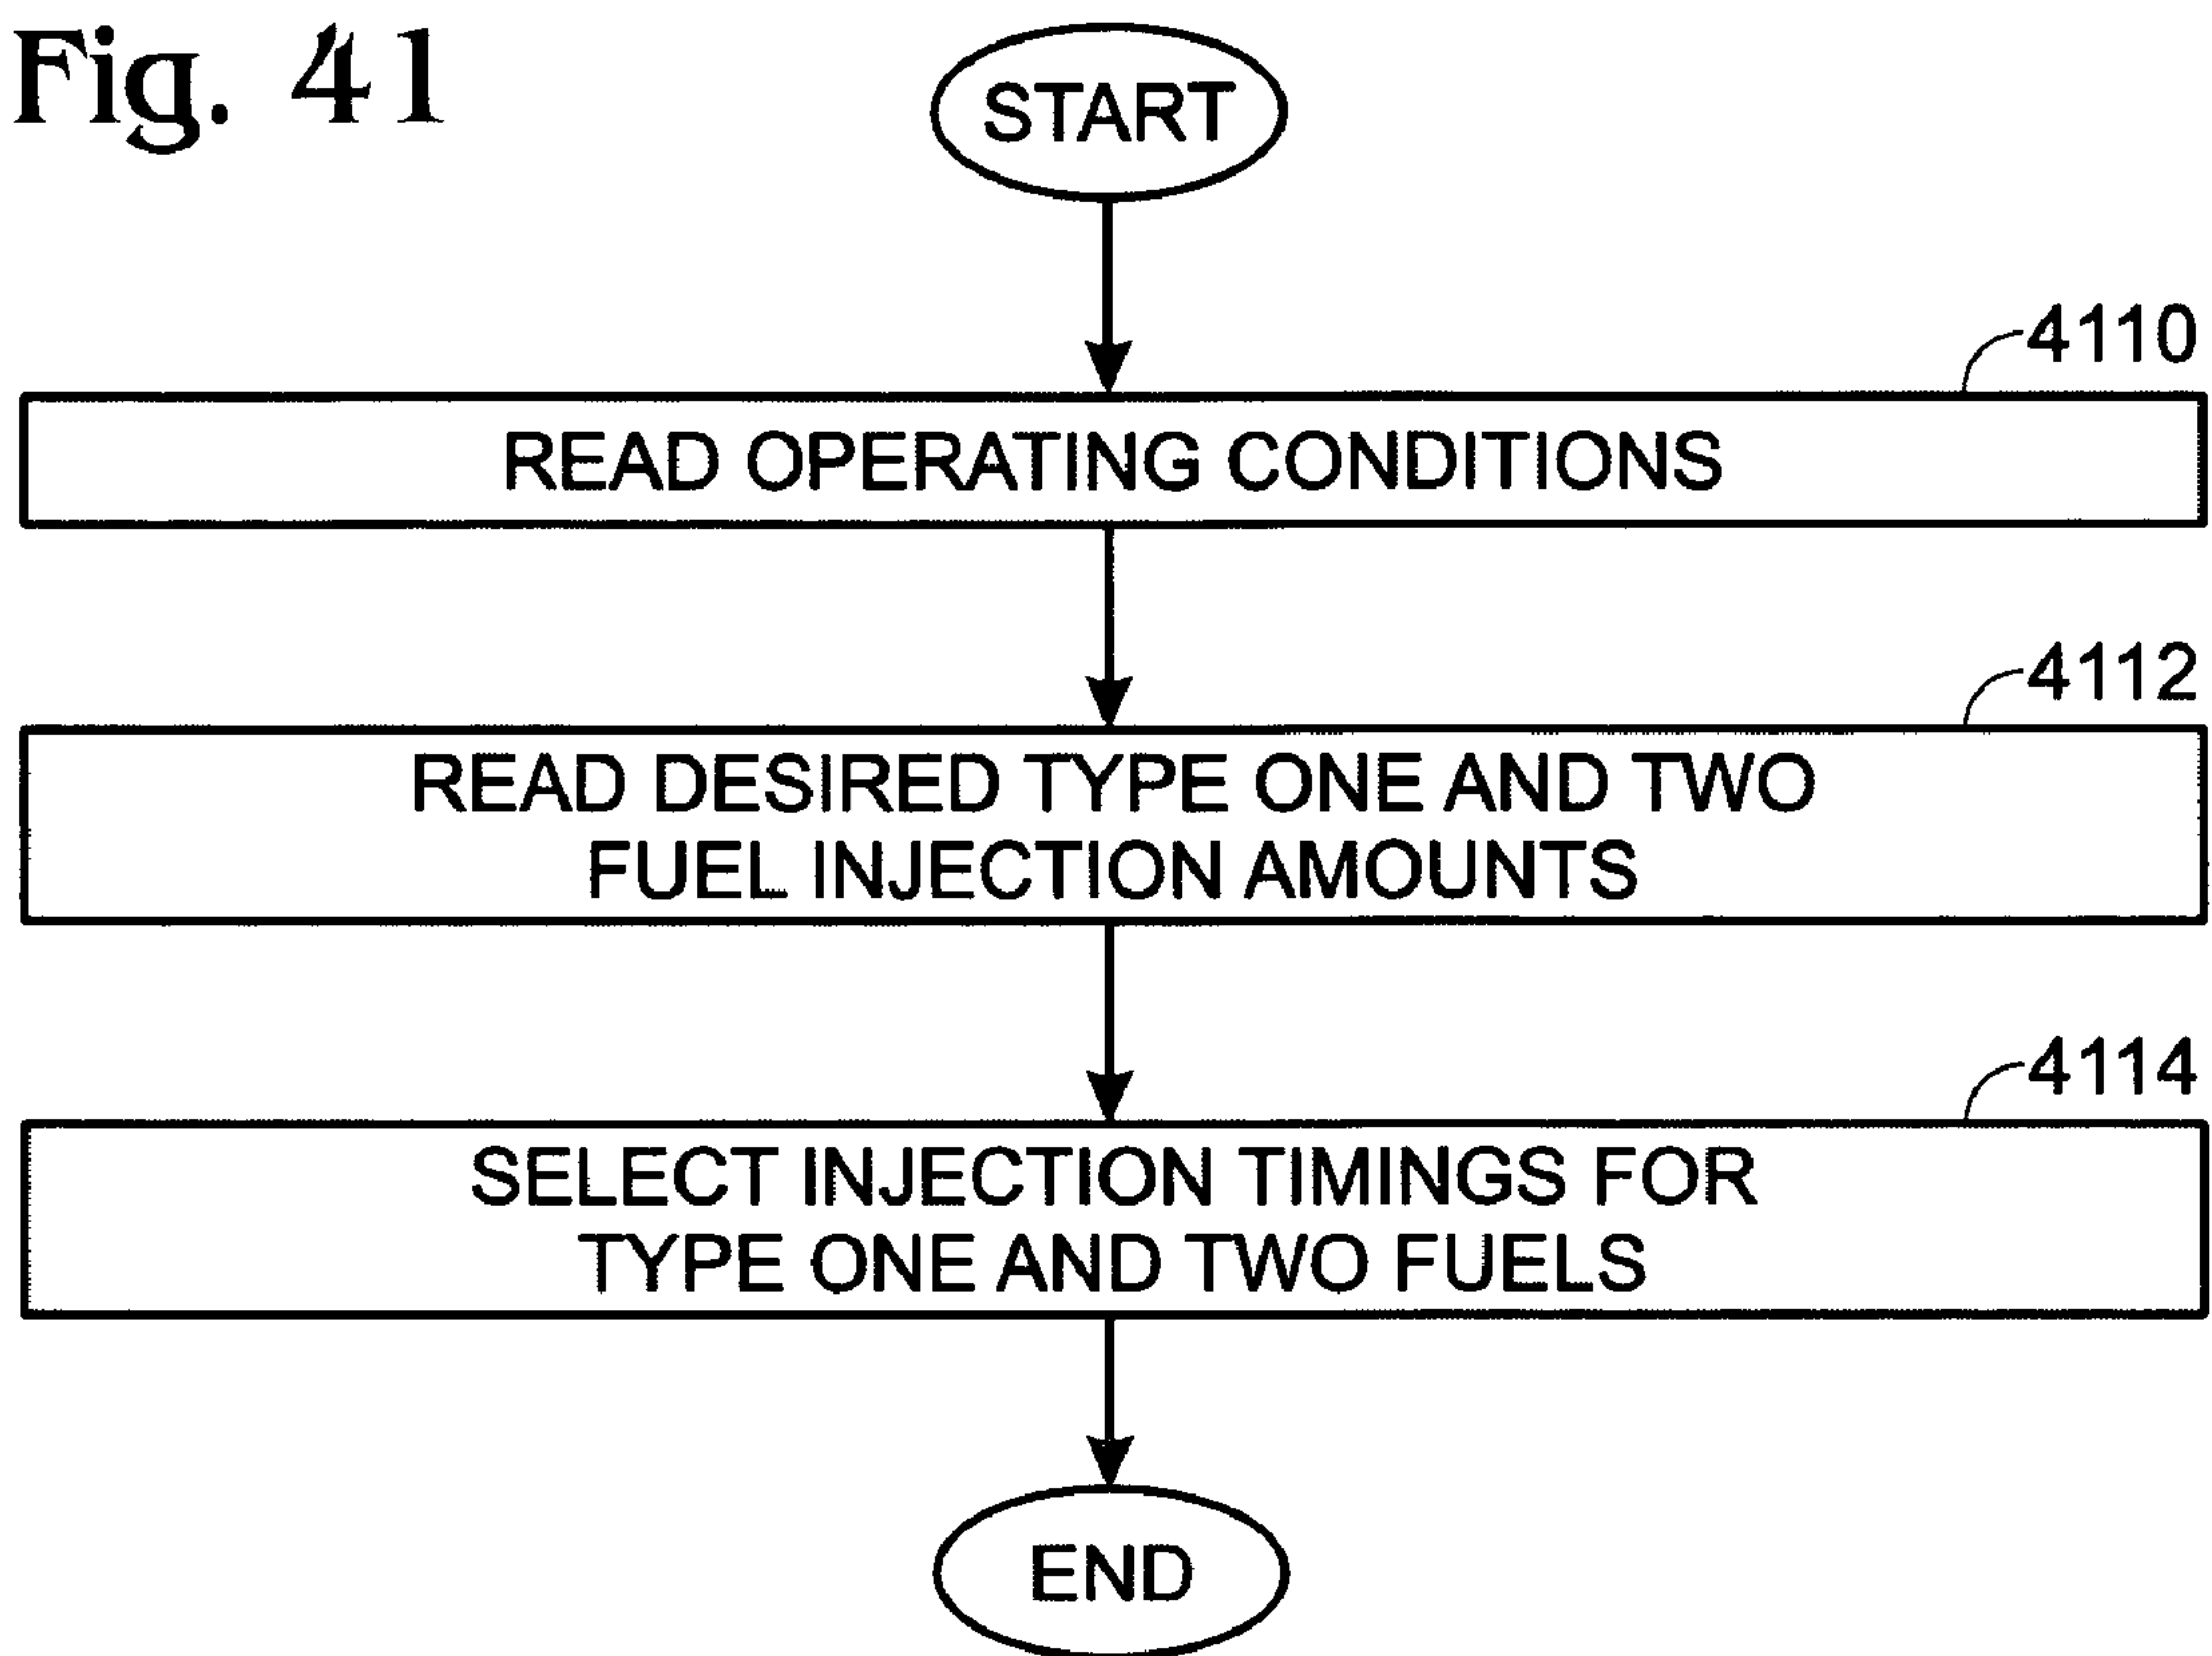 Fig. 41
START
4110
READ OPERATING CONDITIONS
4112
READ DESIRED TYPE ONE AND TWO
FUEL INJECTION AMOUNTS
4114
SELECT INJECTION TIMINGS FOR
TYPE ONE AND TWO FUELS
END